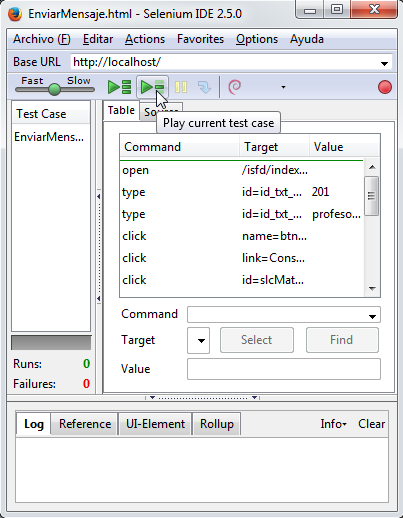 EnviarMensaje.html - Selenium IDE 2.5.0
Archivo (F) Editar Actions Favorites Options Ayuda
Base URL http://localhost/
Fast Slow
Test Case
EnviarMens...
Table
Play current test case
Command Target Value
open /isfd/index...
type id=id_txt_... 201
type id=id_txt_... profeso...
click name=btn...
click link=Cons...
click id=slcMat...
Command
Target Select Find
Value
Runs: 0
Failures: 0
Log Reference UI-Element Rollup Info Clear